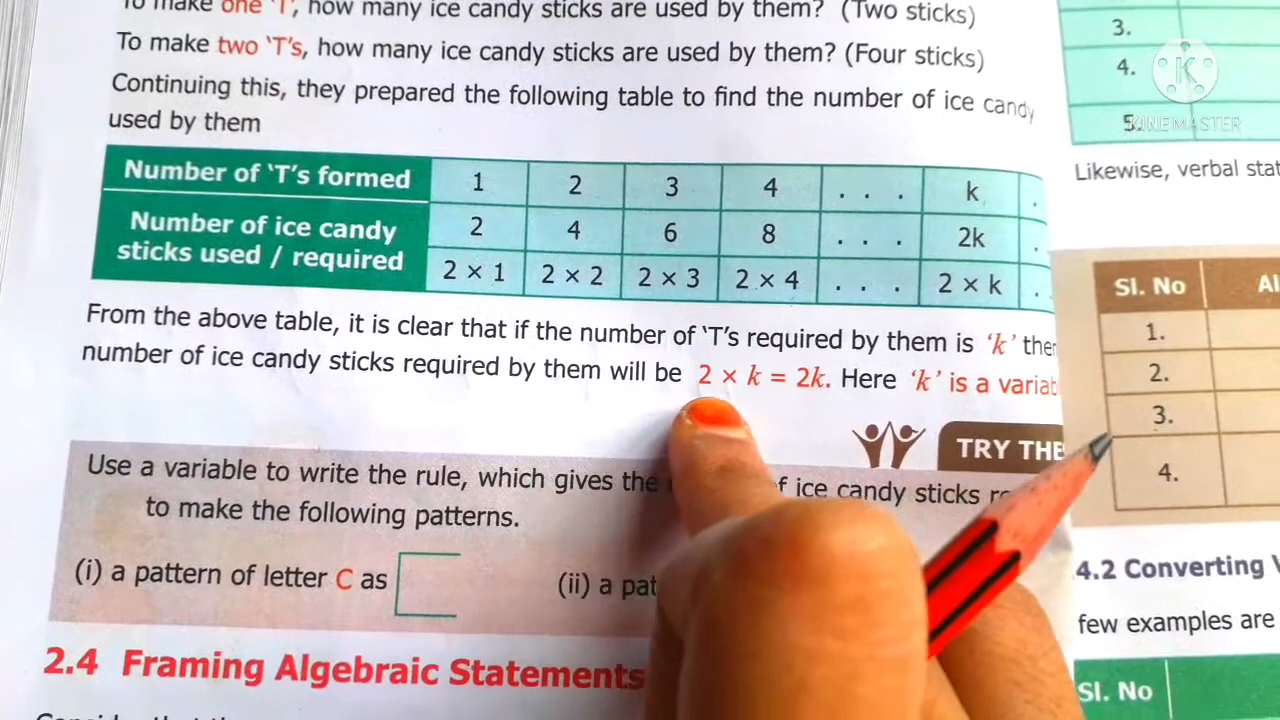 To make one 'T', how many ice candy sticks are used by them? (Two sticks)
To make two 'T's, how many ice candy sticks are used by them? (Four sticks)
Continuing this, they prepared the following table to find the number of ice candy
used by them
Number of 'T's formed 1 2 3 4 . . . k .
Number of ice candy sticks used / required
2 4 6 8 . . . 2k .
2 × 1 2 × 2 2 × 3 2 × 4 . . . 2 × k . .
From the above table, it is clear that if the number of 'T's required by them is 'k'
number of ice candy sticks required by them will be 2 × k = 2k. Here 'k' is a
TRY
Use a variable to write the rule, which gives the of ice candy sticks
to make the following patterns.
(i) a pattern of letter C as
(ii) a
2.4 Framing Algebraic Statements
3.
4.
5.
KINEMASTER
Likewise, verbal
Sl. No
1.
2.
3.
4.
4.2 Converting
few examples are
Sl. No